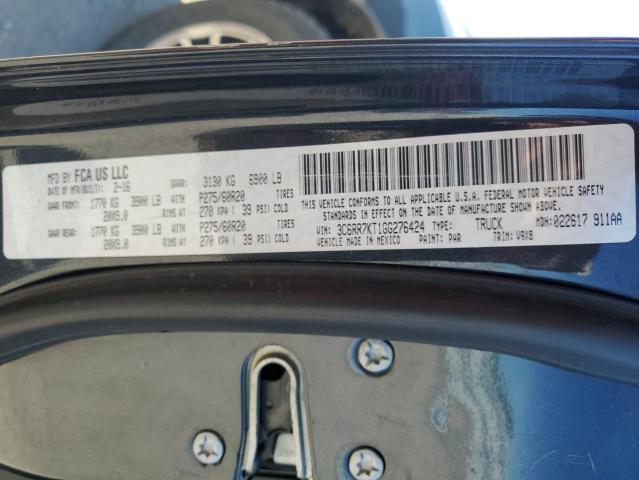 MFD BY FCA US LLC GVWR: 3130 KG 6900 LB
DATE OF MFR/BUILT: 2-16
GAWR FRONT: 1770 KG 3900 LB WITH P275/60R20 TIRES
20X9.0 270 KPA ( 39 PSI) COLD
GAWR REAR: 1770 KG 3900 LB WITH P275/60R20 TIRES
20X9.0 270 KPA ( 39 PSI) COLD
THIS VEHICLE CONFORMS TO ALL APPLICABLE U.S.A. FEDERAL MOTOR VEHICLE SAFETY
STANDARDS IN EFFECT ON THE DATE OF MANUFACTURE SHOWN ABOVE.
VIN: 3C6RR7KT1GG276424 TYPE: TRUCK MDH: 022617 911AA
VEHICLE MADE IN MEXICO PAINT: PAR TRIM: V9X8